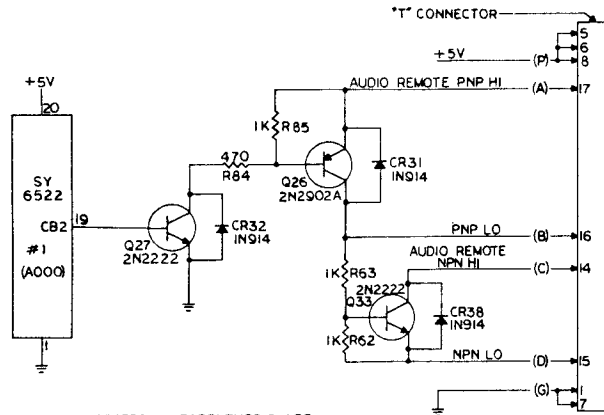 "T" CONNECTOR
5
6
+5V (P) 8
+5V
AUDIO REMOTE PNP HI (A) 17
20
1K R85
470
R84
SY
6522
CB2 19
#1
(A000)
1
Q27
2N2222
CR32
1N914
Q26
2N2902A
CR31
1N914
PNP LO (B) 16
AUDIO REMOTE
NPN HI (C) 14
1K R63
2N2222
Q33
CR38
1N914
1K R62
NPN LO (D) 15
(G) 1
7